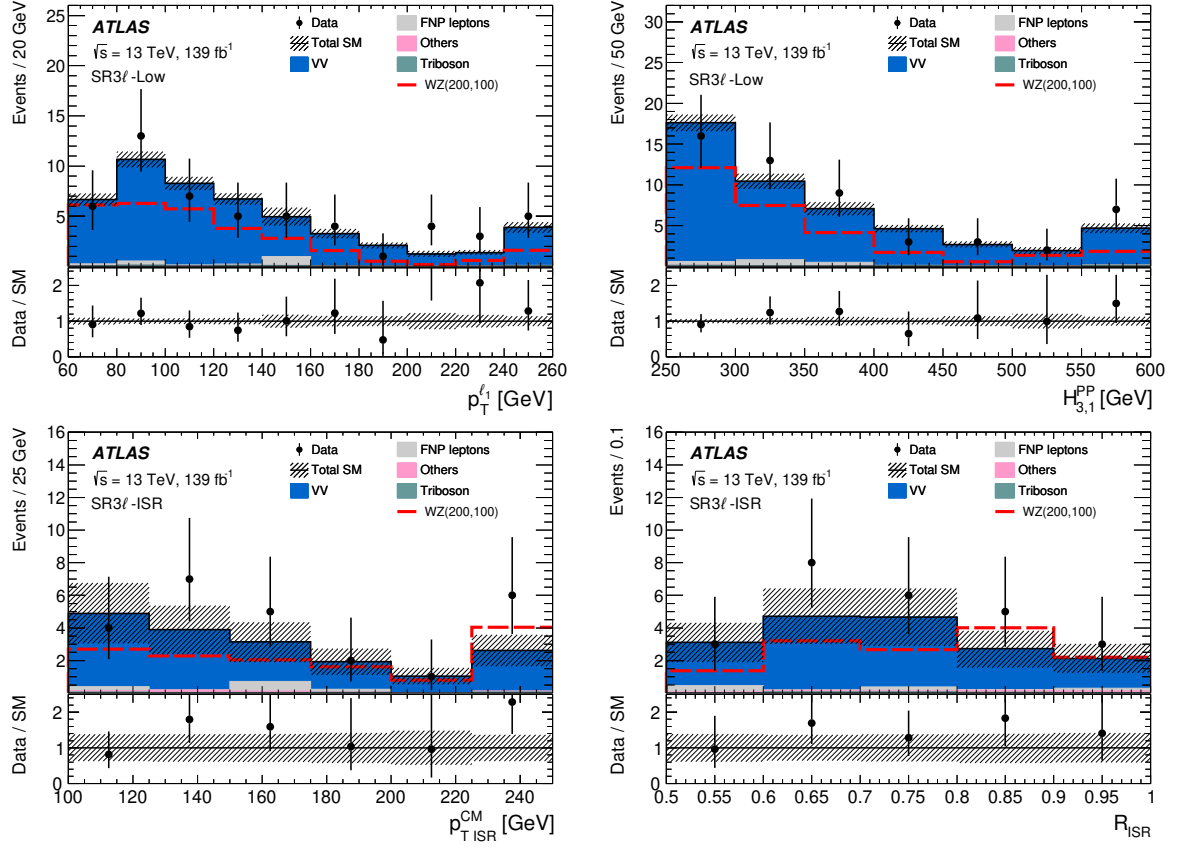 Events / 20 GeV
25
20
15
10
5
ATLAS
√s = 13 TeV, 139 fb⁻¹
SR3ℓ-Low
Data
Total SM
VV
FNP leptons
Others
Triboson
WZ(200,100)
Data / SM
2
1
0
60 80 100 120 140 160 180 200 220 240 260
p_T^ℓ1 [GeV]
Events / 50 GeV
30
25
20
15
10
5
ATLAS
√s = 13 TeV, 139 fb⁻¹
SR3ℓ-Low
Data
Total SM
VV
FNP leptons
Others
Triboson
WZ(200,100)
Data / SM
2
1
0
250 300 350 400 450 500 550 600
H_3,1^PP [GeV]
Events / 25 GeV
16
14
12
10
8
6
4
2
ATLAS
√s = 13 TeV, 139 fb⁻¹
SR3ℓ-ISR
Data
Total SM
VV
FNP leptons
Others
Triboson
WZ(200,100)
Data / SM
2
1
0
100 120 140 160 180 200 220 240
p_T ISR^CM [GeV]
Events / 0.1
16
14
12
10
8
6
4
2
ATLAS
√s = 13 TeV, 139 fb⁻¹
SR3ℓ-ISR
Data
Total SM
VV
FNP leptons
Others
Triboson
WZ(200,100)
Data / SM
2
1
0
0.5 0.55 0.6 0.65 0.7 0.75 0.8 0.85 0.9 0.95 1
R_ISR